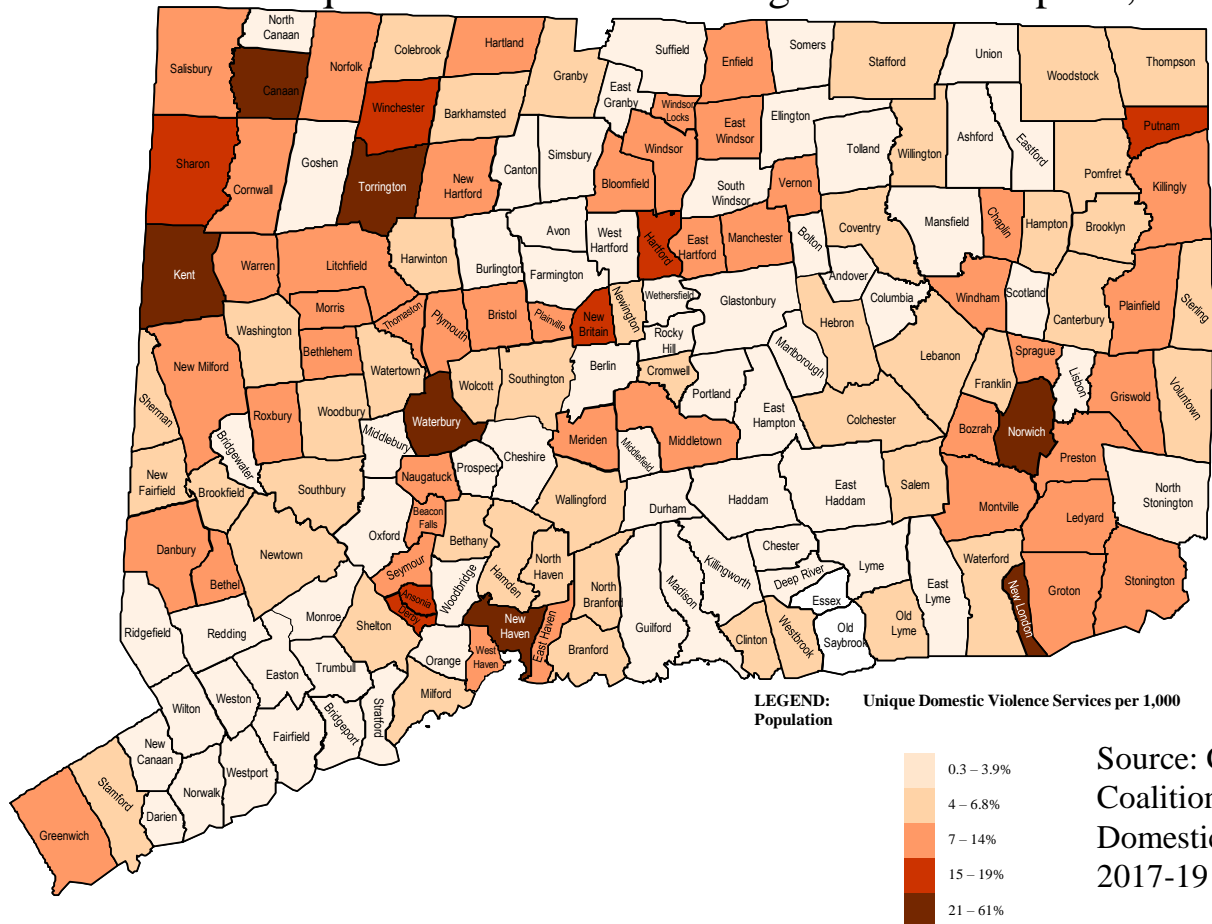 North
Canaan
Colebrook
Hartland
Suffield
Somers
Union
Stafford
Enfield
Thompson
Salisbury
Norfolk
Granby
Woodstock
Canaan
East
Granby
Winchester
Barkhamsted
Windsor
Locks
East
Windsor
Ellington
Putnam
Sharon
Goshen
Canton
Simsbury
Windsor
Tolland
Willington
Ashford
Eastford
Cornwall
Torrington
New
Hartford
Bloomfield
South
Windsor
Vernon
Pomfret
Killingly
Avon
West
Hartford
Hartford
East
Hartford
Manchester
Bolton
Coventry
Mansfield
Chaplin
Hampton
Brooklyn
Kent
Warren
Litchfield
Harwinton
Burlington
Farmington
Andover
Columbia
Windham
Scotland
Plainfield
Sterling
Canterbury
Morris
Thomaston
Plymouth
Bristol
Plainville
New
Britain
Newington
Wethersfield
Glastonbury
Rocky
Hill
Hebron
Washington
Bethlehem
Watertown
Wolcott
Southington
Berlin
Cromwell
Marlborough
Lebanon
Franklin
Sprague
Lisbon
Griswold
Voluntown
New Milford
Sherman
Roxbury
Woodbury
Waterbury
Portland
East
Hampton
Colchester
Bozrah
Norwich
Preston
Bridgewater
Middlebury
Meriden
Middlefield
Middletown
New
Fairfield
Brookfield
Southbury
Naugatuck
Prospect
Cheshire
Wallingford
Durham
Haddam
East
Haddam
Salem
Montville
North
Stonington
Ledyard
Danbury
Bethel
Newtown
Oxford
Beacon
Falls
Bethany
Seymour
Woodbridge
Hamden
North
Haven
North
Branford
Madison
Killingworth
Chester
Deep River
Essex
Lyme
East
Lyme
Waterford
New London
Groton
Stonington
Ansonia
Derby
Ridgefield
Redding
Monroe
Shelton
New
Haven
East Haven
Guilford
Clinton
Westbrook
Old
Saybrook
Old
Lyme
Orange
West
Haven
Branford
Easton
Trumbull
Milford
Wilton
Weston
Bridgeport
Stratford
New
Canaan
Fairfield
Westport
Norwalk
Darien
Stamford
Greenwich
LEGEND: Unique Domestic Violence Services per 1,000
Population
0.3 – 3.9%
4 – 6.8%
7 – 14%
15 – 19%
21 – 61%
Source:
Coalition
Domestic
2017-19